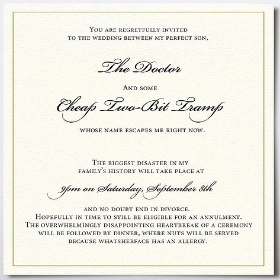 You are regretfully invited
to the wedding between my perfect son,
The Doctor
And some
Cheap Two-Bit Tramp
whose name escapes me right now.
The biggest disaster in my
family's history will take place at
9pm on Saturday, September 8th
and no doubt end in divorce.
Hopefully in time to still be eligible for an annulment.
The overwhelmingly disappointing heartbreak of a ceremony
will be followed by dinner, where nuts will be served
because whatsherface has an allergy.